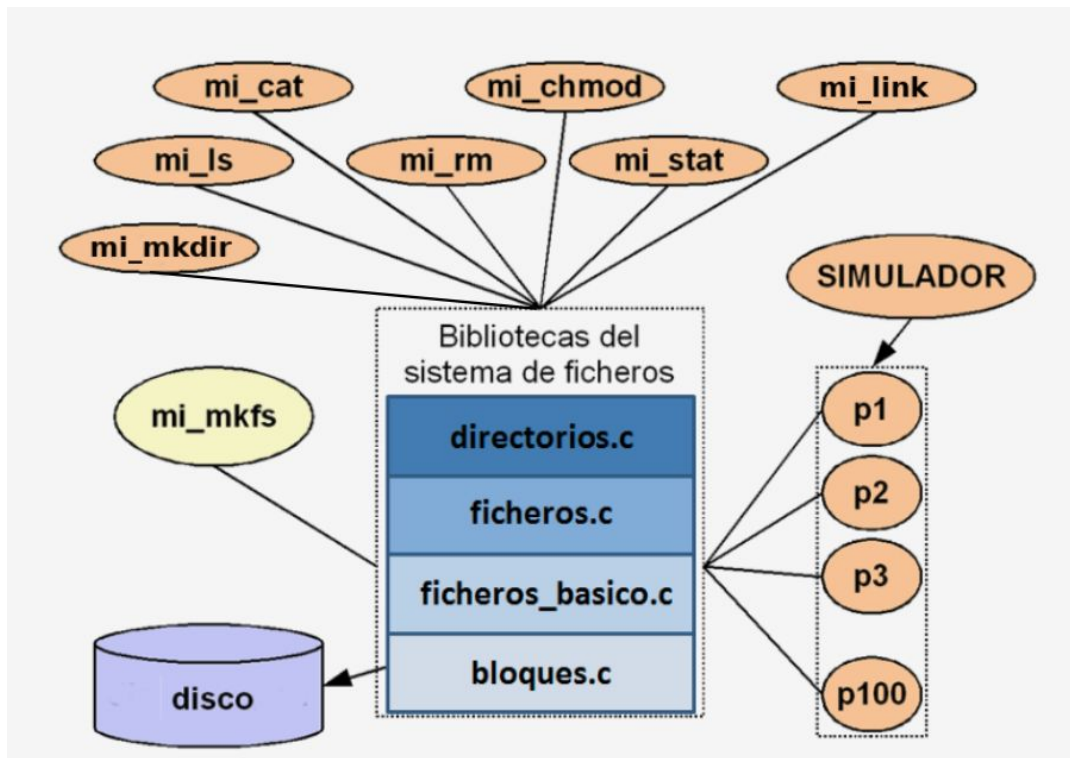 mi_cat
mi_chmod
mi_link
mi_ls
mi_rm
mi_stat
mi_mkdir
SIMULADOR
Bibliotecas del
sistema de ficheros
mi_mkfs
directorios.c
ficheros.c
ficheros_basico.c
bloques.c
disco
p1
p2
p3
p100